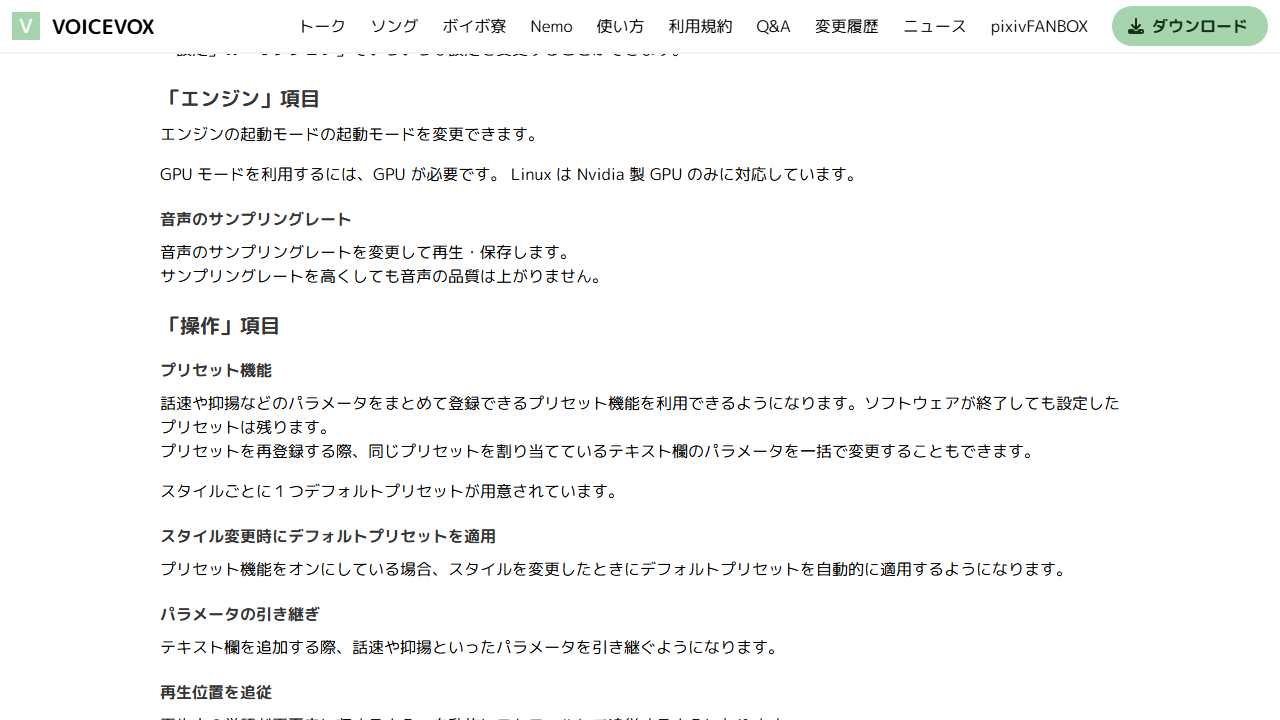 V VOICEVOX トーク ソング ボイボ寮 Nemo 使い方 利用規約 Q&A 変更履歴 ニュース pixivFANBOX ダウンロード
「エンジン」項目
エンジンの起動モードの起動モードを変更できます。
GPU モードを利用するには、GPU が必要です。 Linux は Nvidia 製 GPU のみに対応しています。
音声のサンプリングレート
音声のサンプリングレートを変更して再生・保存します。
サンプリングレートを高くしても音声の品質は上がりません。
「操作」項目
プリセット機能
話速や抑揚などのパラメータをまとめて登録できるプリセット機能を利用できるようになります。ソフトウェアが終了しても設定した
プリセットは残ります。
プリセットを再登録する際、同じプリセットを割り当てているテキスト欄のパラメータを一括で変更することもできます。
スタイルごとに１つデフォルトプリセットが用意されています。
スタイル変更時にデフォルトプリセットを適用
プリセット機能をオンにしている場合、スタイルを変更したときにデフォルトプリセットを自動的に適用するようになります。
パラメータの引き継ぎ
テキスト欄を追加する際、話速や抑揚といったパラメータを引き継ぐようになります。
再生位置を追従